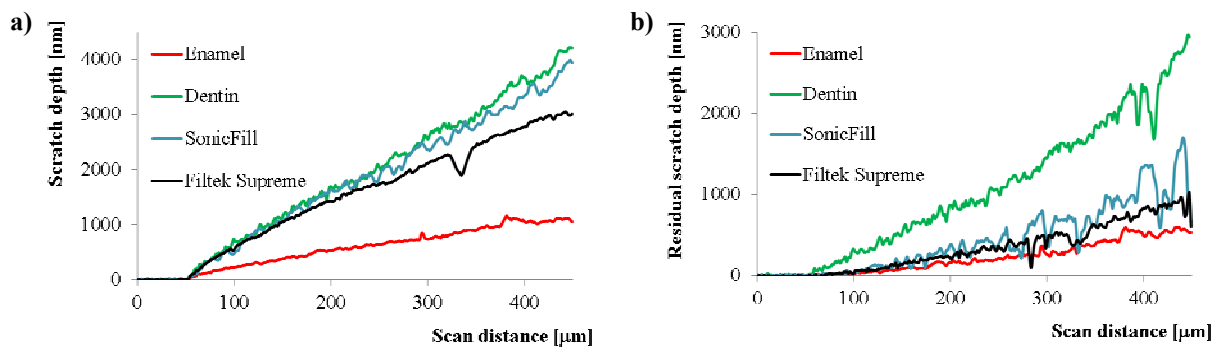 a)
Scratch depth [nm]
4000
3000
2000
1000
0
Enamel
Dentin
SonicFill
Filtek Supreme
0 100 200 300 400
Scan distance [µm]
b)
Residual scratch depth [nm]
3000
2000
1000
0
Enamel
Dentin
SonicFill
Filtek Supreme
0 100 200 300 400
Scan distance [µm]